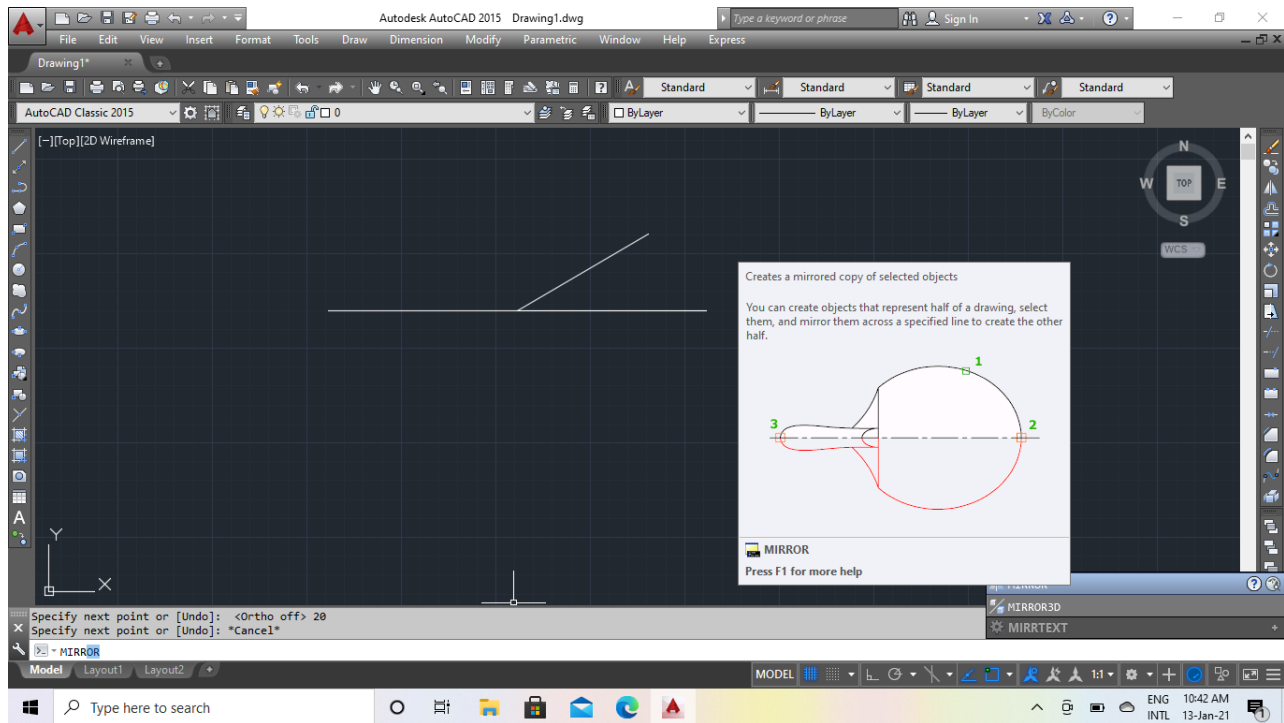 Autodesk AutoCAD 2015 Drawing1.dwg
Type a keyword or phrase
Sign In
File Edit View Insert Format Tools Draw Dimension Modify Parametric Window Help Express
Drawing1*
Standard Standard Standard Standard
AutoCAD Classic 2015 0 ByLayer ByLayer ByLayer ByColor
[−][Top][2D Wireframe]
N
W TOP E
S
WCS
Creates a mirrored copy of selected objects
You can create objects that represent half of a drawing, select
them, and mirror them across a specified line to create the other
half.
1
3 2
MIRROR
Press F1 for more help
Y
X
MIRROR
MIRROR3D
MIRRTEXT
Specify next point or [Undo]: <Ortho off> 20
Specify next point or [Undo]: *Cancel*
MIRROR
Model Layout1 Layout2 +
MODEL 1:1
Type here to search
ENG 10:42 AM
INTL 13-Jan-21
1